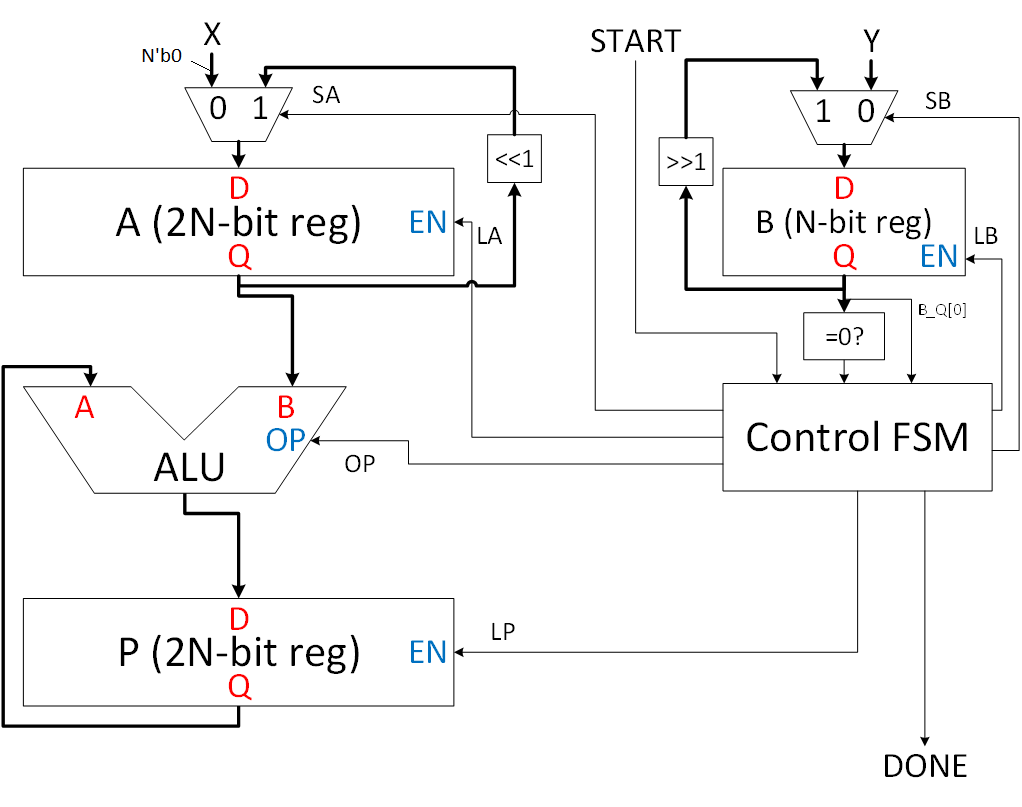 X
START
Y
N'b0
0 1
SA
1 0
SB
<<1
>>1
D
A (2N-bit reg)
EN
Q
LA
D
B (N-bit reg)
EN
Q
LB
B_Q[0]
=0?
A
B
OP
ALU
OP
Control FSM
D
P (2N-bit reg)
EN
Q
LP
DONE